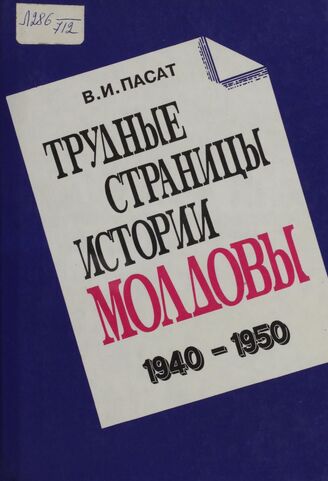 Л286
712
В.И.ПАСАТ
ТРУДНЫЕ
СТРАНИЦЫ
ИСТОРИИ
МОЛДОВЫ
1940-1950